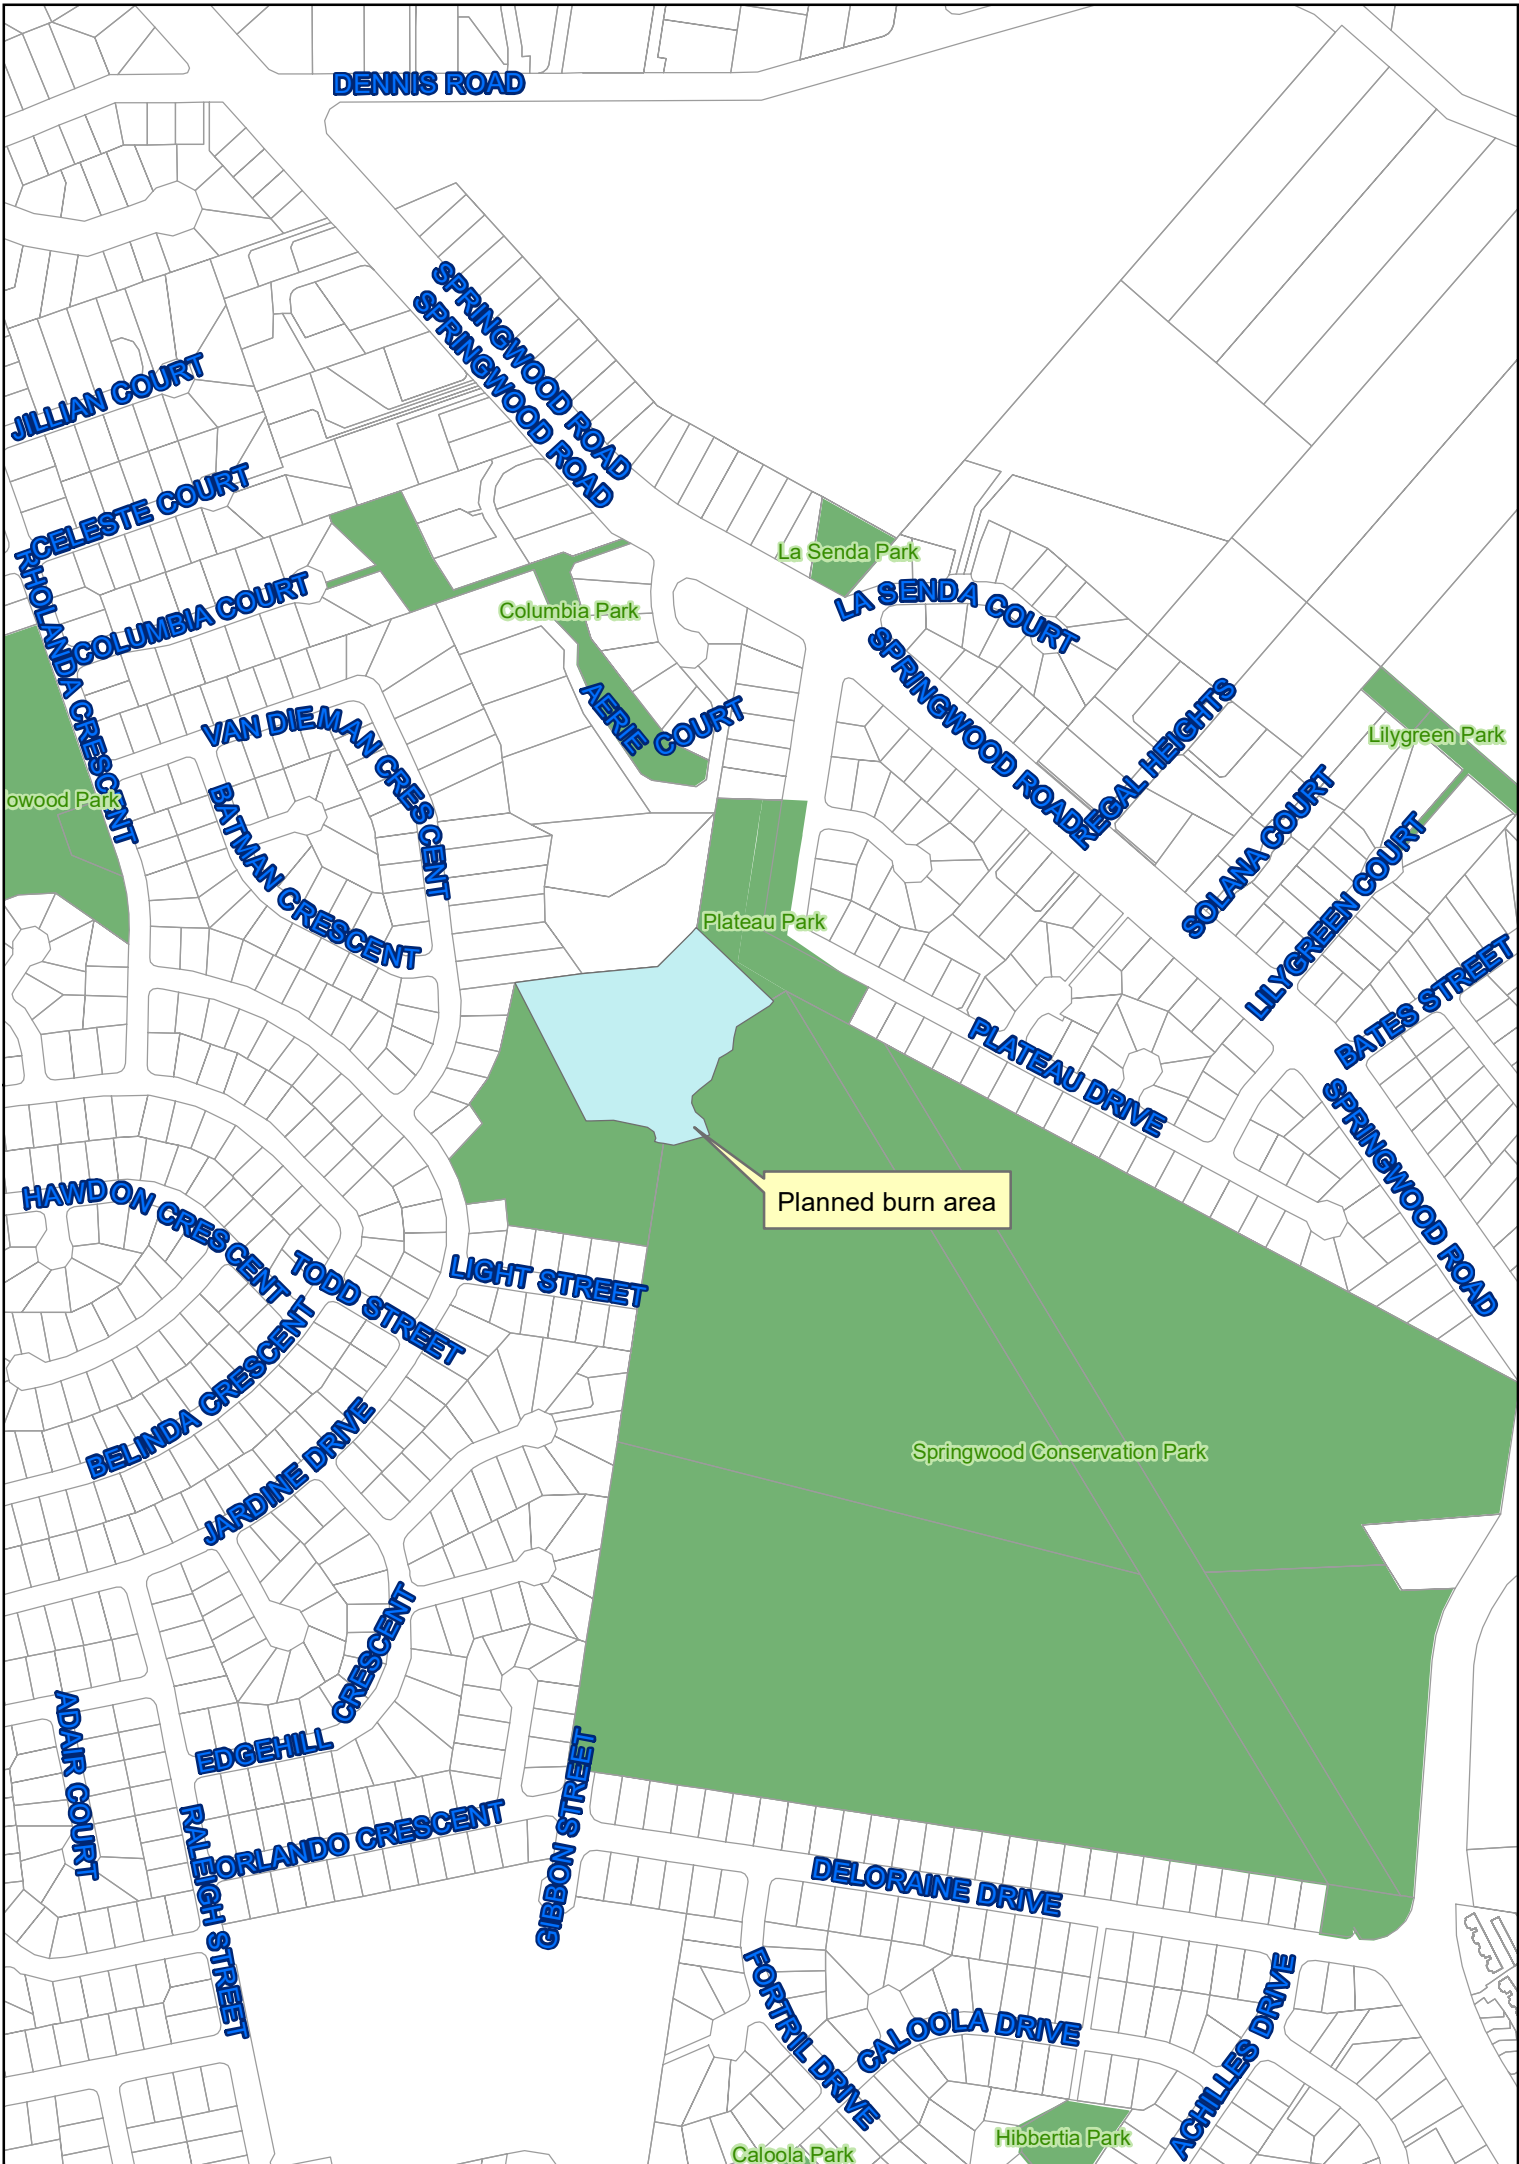 DENNIS ROAD
SPRINGWOOD ROAD
SPRINGWOOD ROAD
JILLIAN COURT
CELESTE COURT
La Senda Park
LA SENDA COURT
COLUMBIA COURT
Columbia Park
RHOLANDA CRESCENT
SPRINGWOOD ROAD
REGAL HEIGHTS
AERIE COURT
VAN DIEMAN CRESCENT
Lilygreen Park
owood Park
BATMAN CRESCENT
SOLANA COURT
LILYGREEN COURT
Plateau Park
BATES STREET
PLATEAU DRIVE
SPRINGWOOD ROAD
HAWDON CRESCENT
Planned burn area
LIGHT STREET
TODD STREET
BELINDA CRESCENT
JARDINE DRIVE
Springwood Conservation Park
EDGEHILL CRESCENT
ADAIR COURT
ORLANDO CRESCENT
RALEIGH STREET
GIBBON STREET
DELORAINE DRIVE
FORTRIL DRIVE
CALOOLA DRIVE
ACHILLES DRIVE
Hibbertia Park
Caloola Park